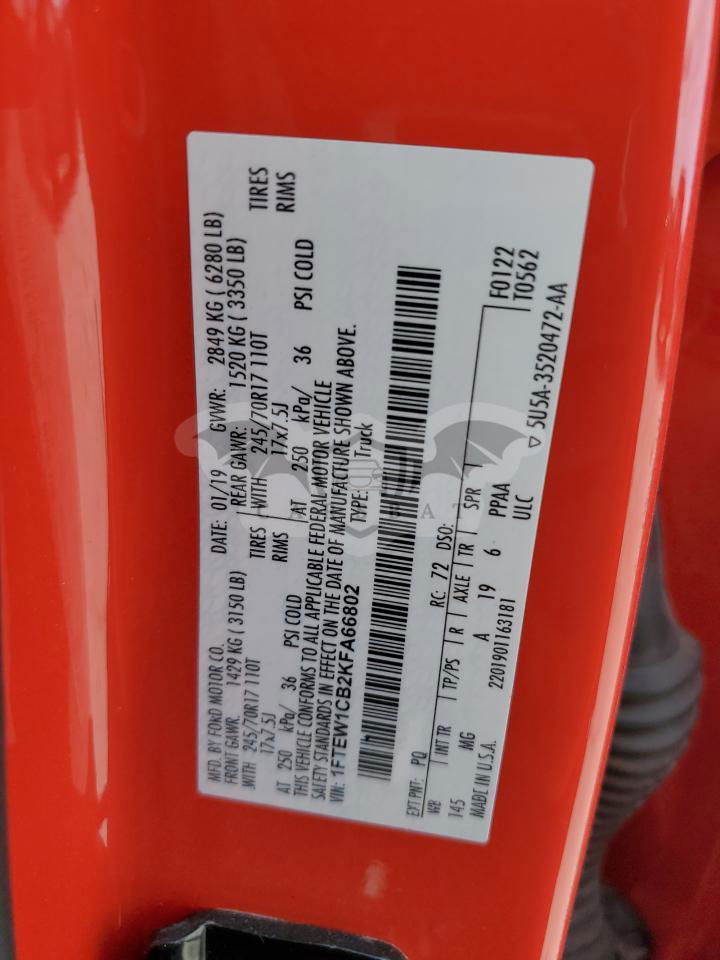 MFD. BY FORD MOTOR CO.
DATE: 01/19 GVWR: 2849 KG ( 6280 LB)
FRONT GAWR: 1429 KG ( 3150 LB) REAR GAWR: 1520 KG ( 3350 LB)
WITH 245/70R17 110T TIRES WITH 245/70R17 110T TIRES
17x7.5J RIMS 17x7.5J RIMS
AT 250 kPa/ 36 PSI COLD AT 250 kPa/ 36 PSI COLD
THIS VEHICLE CONFORMS TO ALL APPLICABLE FEDERAL MOTOR VEHICLE
SAFETY STANDARDS IN EFFECT ON THE DATE OF MANUFACTURE SHOWN ABOVE.
VIN: 1FTEW1CB2KFA66802 TYPE: Truck
EXT PNT: PQ RC: 72 DSO:
WB INT TR TP/PS R AXLE TR SPR F0122
145 MG A 19 6 PPAA T0562
MADE IN U.S.A. 2201901163181 ULC
▽ 5U5A-3520472-AA